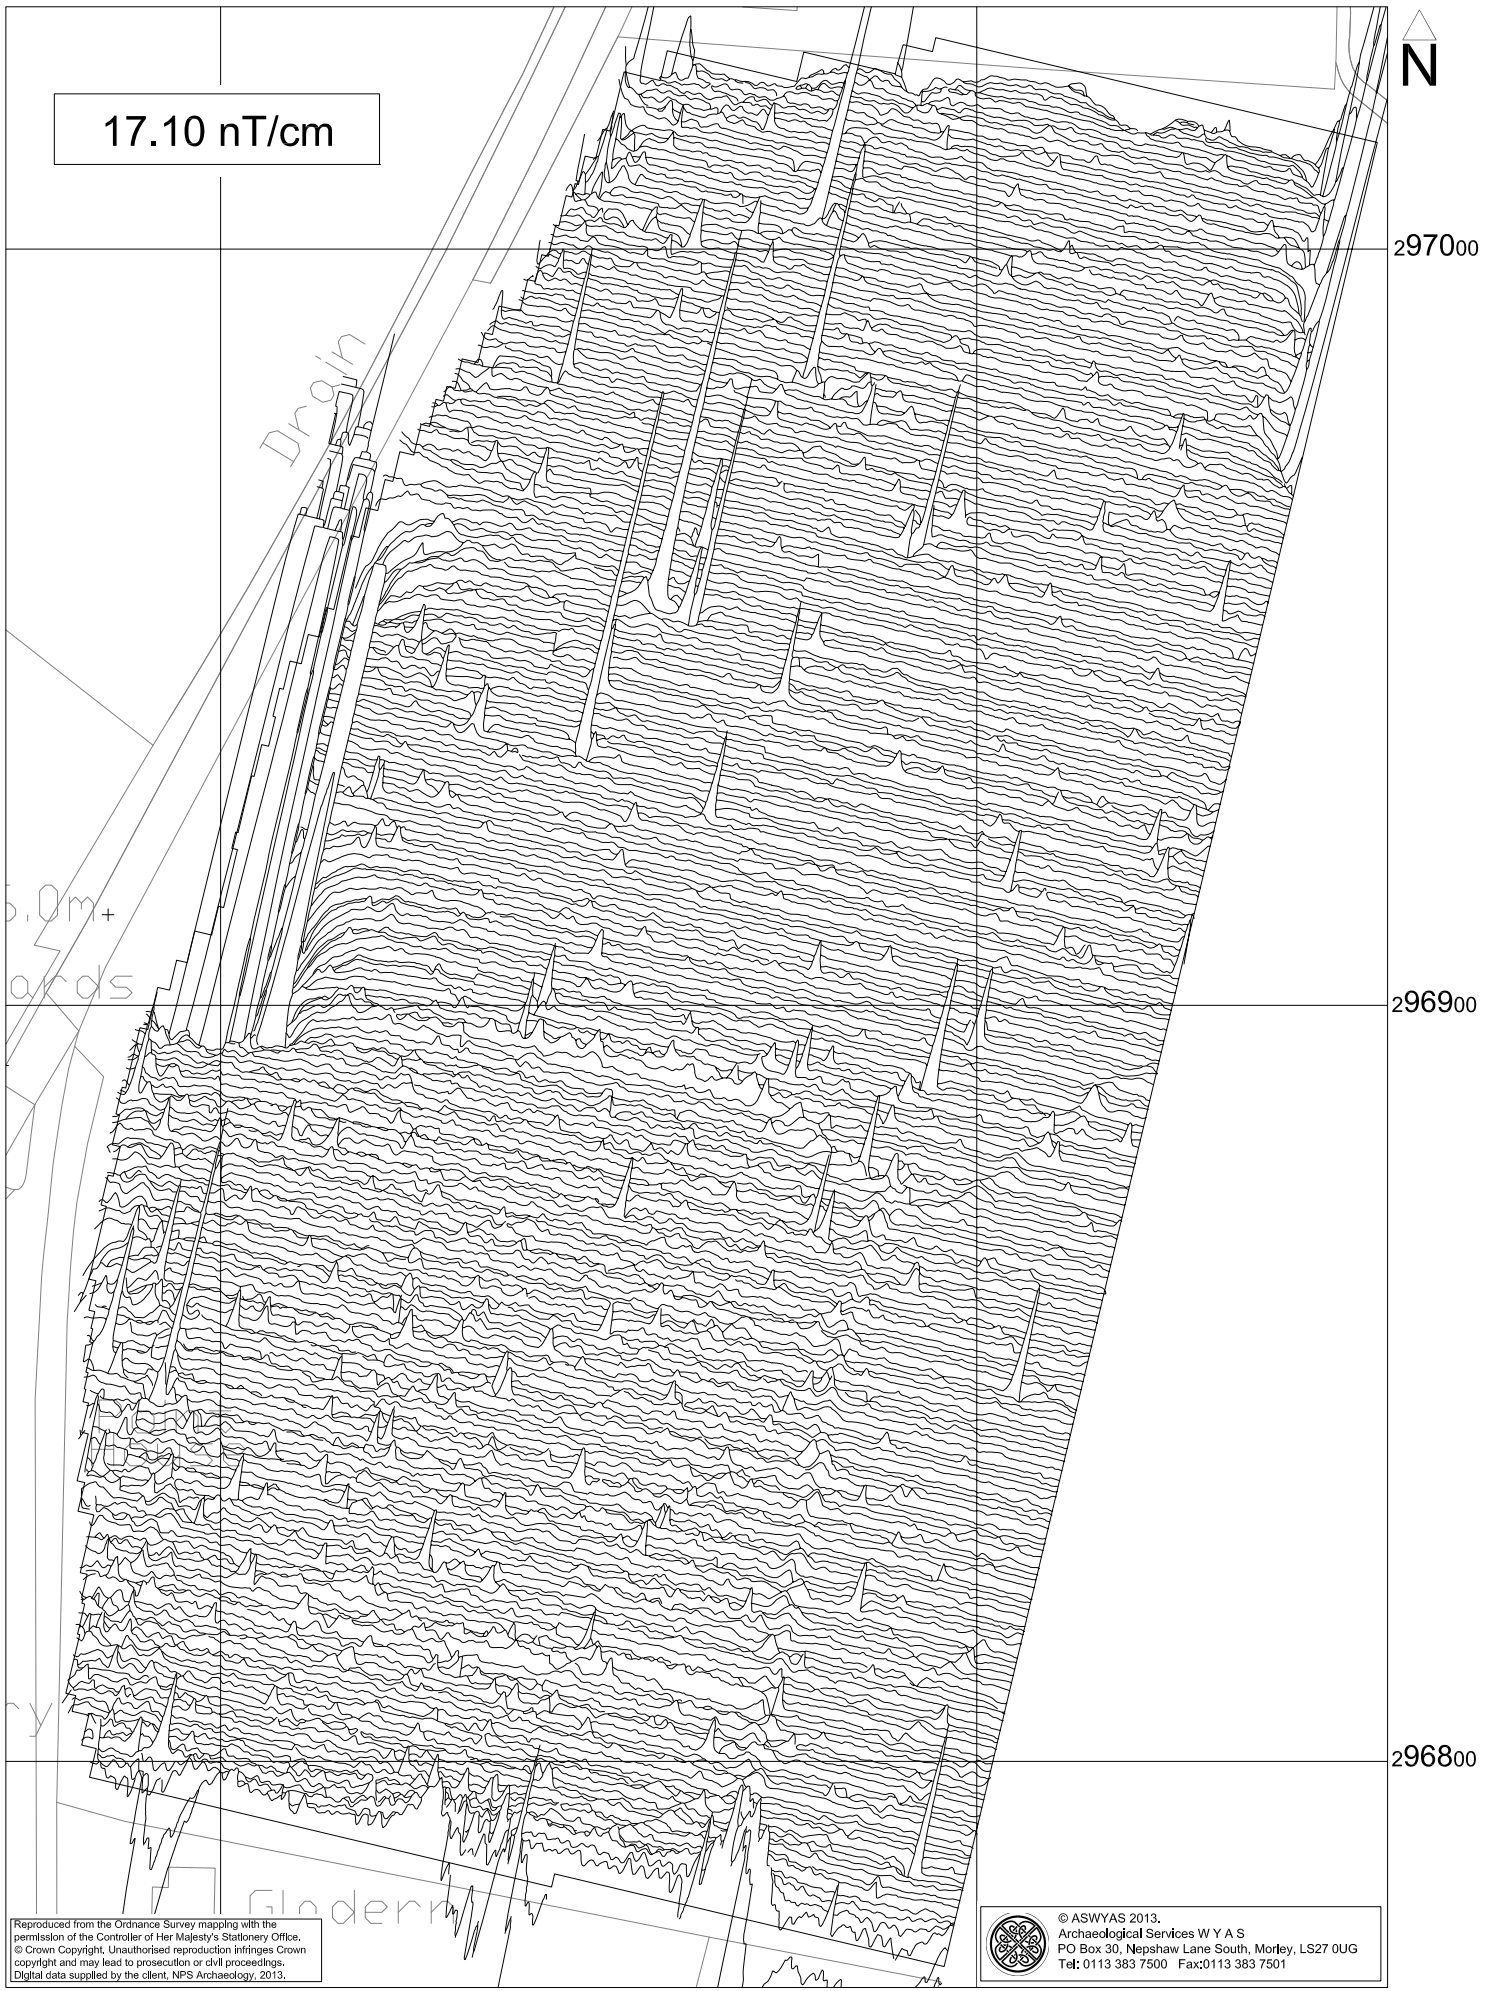 N
17.10 nT/cm
297000
Drain
5.0m+
ards
296900
Pointe
House
ry
296800
Gladern
Reproduced from the Ordnance Survey mapping with the
permission of the Controller of Her Majesty's Stationery Office.
© Crown Copyright. Unauthorised reproduction infringes Crown
copyright and may lead to prosecution or civil proceedings.
Digital data supplied by the client, NPS Archaeology, 2013.
© ASWYAS 2013.
Archaeological Services W Y A S
PO Box 30, Nepshaw Lane South, Morley, LS27 0UG
Tel: 0113 383 7500 Fax:0113 383 7501